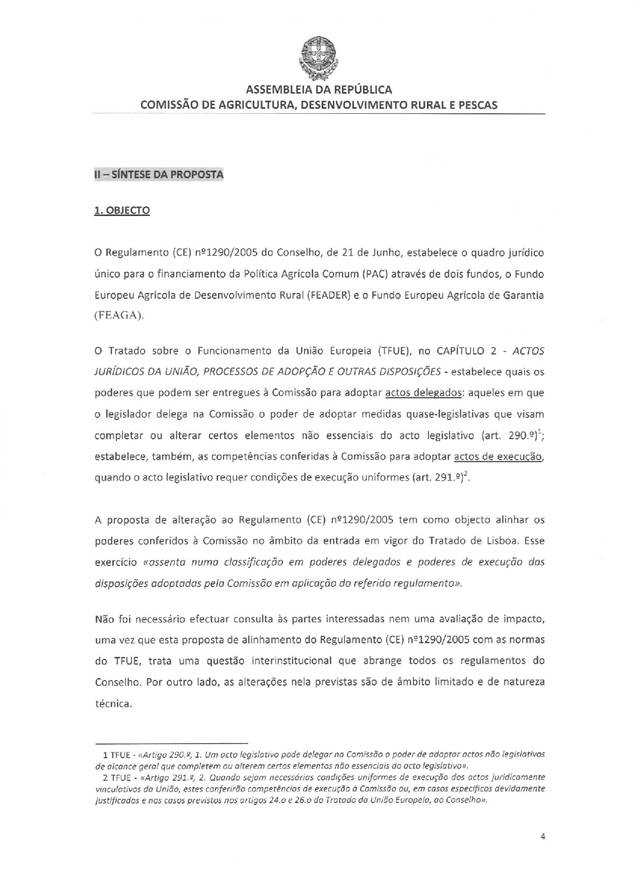 ASSEMBLEIA DA REPÚBLICA
COMISSÃO DE AGRICULTURA, DESENVOLVIMENTO RURAL E PESCAS
II – SÍNTESE DA PROPOSTA
1. OBJECTO
O Regulamento (CE) nº1290/2005 do Conselho, de 21 de Junho, estabelece o quadro jurídico
único para o financiamento da Política Agrícola Comum (PAC) através de dois fundos, o Fundo
Europeu Agrícola de Desenvolvimento Rural (FEADER) e o Fundo Europeu Agrícola de Garantia
(FEAGA).
O Tratado sobre o Funcionamento da União Europeia (TFUE), no CAPÍTULO 2 - ACTOS
JURÍDICOS DA UNIÃO, PROCESSOS DE ADOPÇÃO E OUTRAS DISPOSIÇÕES - estabelece quais os
poderes que podem ser entregues à Comissão para adoptar actos delegados: aqueles em que
o legislador delega na Comissão o poder de adoptar medidas quase-legislativas que visam
completar ou alterar certos elementos não essenciais do acto legislativo (art. 290.º)1;
estabelece, também, as competências conferidas à Comissão para adoptar actos de execução,
quando o acto legislativo requer condições de execução uniformes (art. 291.º)2.
A proposta de alteração ao Regulamento (CE) nº1290/2005 tem como objecto alinhar os
poderes conferidos à Comissão no âmbito da entrada em vigor do Tratado de Lisboa. Esse
exercício «assenta numa classificação em poderes delegados e poderes de execução das
disposições adoptadas pela Comissão em aplicação do referido regulamento».
Não foi necessário efectuar consulta às partes interessadas nem uma avaliação de impacto,
uma vez que esta proposta de alinhamento do Regulamento (CE) nº1290/2005 com as normas
do TFUE, trata uma questão interinstitucional que abrange todos os regulamentos do
Conselho. Por outro lado, as alterações nela previstas são de âmbito limitado e de natureza
técnica.
1 TFUE - «Artigo 290.º, 1. Um acto legislativo pode delegar na Comissão o poder de adoptar actos não legislativos
de alcance geral que completem ou alterem certos elementos não essenciais do acto legislativo».
2 TFUE - «Artigo 291.º, 2. Quando sejam necessárias condições uniformes de execução dos actos juridicamente
vinculativos da União, estes conferirão competências de execução à Comissão ou, em casos específicos devidamente
justificados e nos casos previstos nos artigos 24.o e 26.o do Tratado da União Europeia, ao Conselho».
4